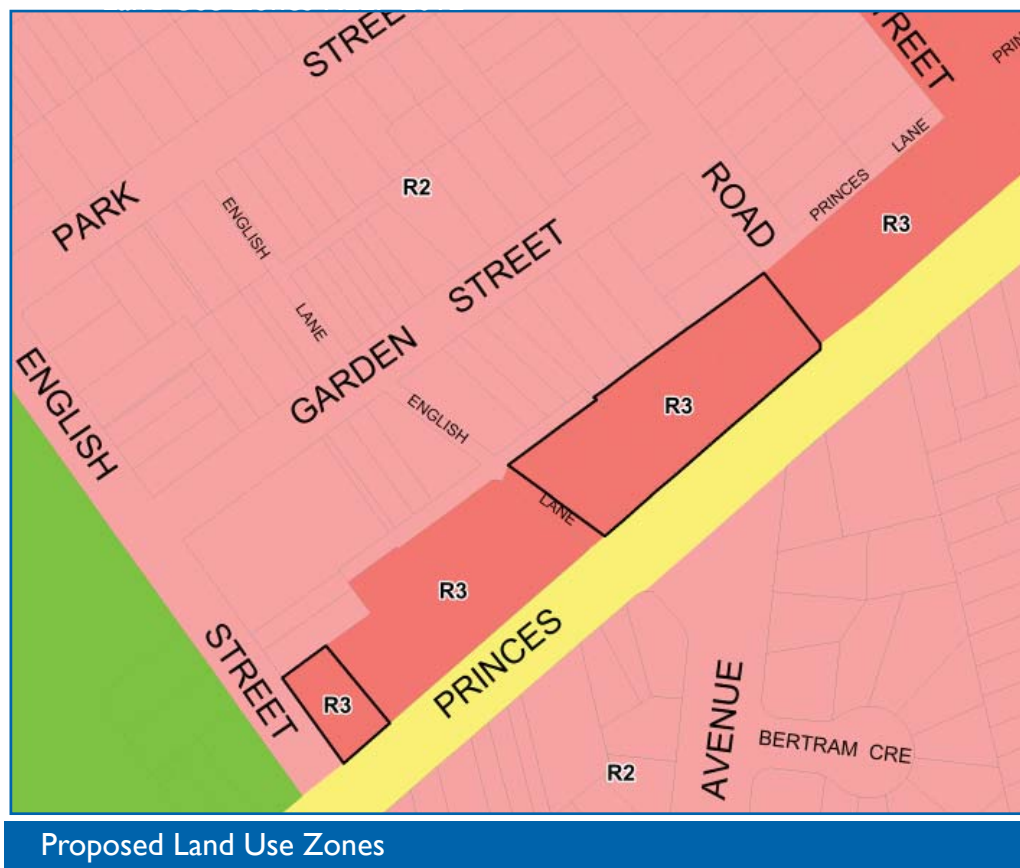 STREET
PRIN
PARK
R2
ENGLISH
LANE
ROAD
PRINCES LANE
R3
GARDEN STREET
ENGLISH
LANE
R3
ENGLISH STREET
R3
R3
PRINCES
AVENUE
BERTRAM CRE
R2
Proposed Land Use Zones